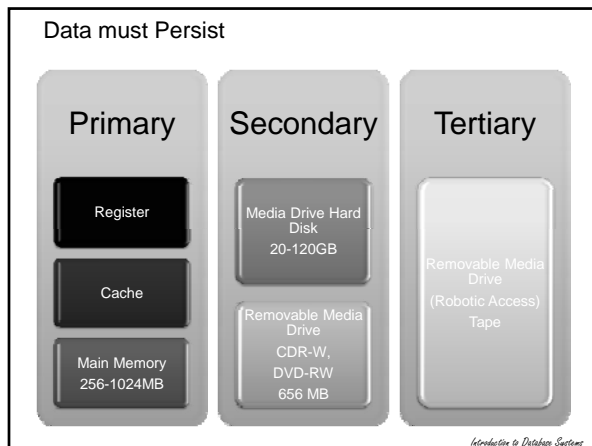 Data must Persist
Primary
Register
Cache
Main Memory
256-1024MB
Secondary
Media Drive Hard
Disk
20-120GB
Removable Media
Drive
CDR-W,
DVD-RW
656 MB
Tertiary
Removable Media
Drive
(Robotic Access)
Tape
Introduction to Database Systems